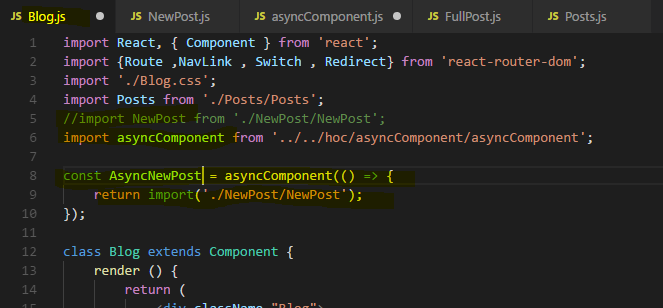 JS Blog.js ● JS NewPost.js JS asyncComponent.js ● JS FullPost.js JS Posts.js
1 import React, { Component } from 'react';
2 import {Route ,NavLink , Switch , Redirect} from 'react-router-dom';
3 import './Blog.css';
4 import Posts from './Posts/Posts';
5 //import NewPost from './NewPost/NewPost';
6 import asyncComponent from '../../hoc/asyncComponent/asyncComponent';
7
8 const AsyncNewPost = asyncComponent(() => {
9 return import('./NewPost/NewPost');
10 });
11
12 class Blog extends Component {
13 render () {
14 return (
15 <div className="Blog">